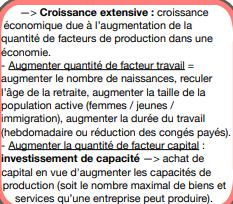 —> Croissance extensive : croissance
économique due à l'augmentation de la
quantité de facteurs de production dans une
économie.
- Augmenter quantité de facteur travail =
augmenter le nombre de naissances, reculer
l'âge de la retraite, augmenter la taille de la
population active (femmes / jeunes /
immigration), augmenter la durée du travail
(hebdomadaire ou réduction des congés payés).
- Augmenter la quantité de facteur capital :
investissement de capacité —> achat de
capital en vue d'augmenter les capacités de
production (soit le nombre maximal de biens et
services qu'une entreprise peut produire).